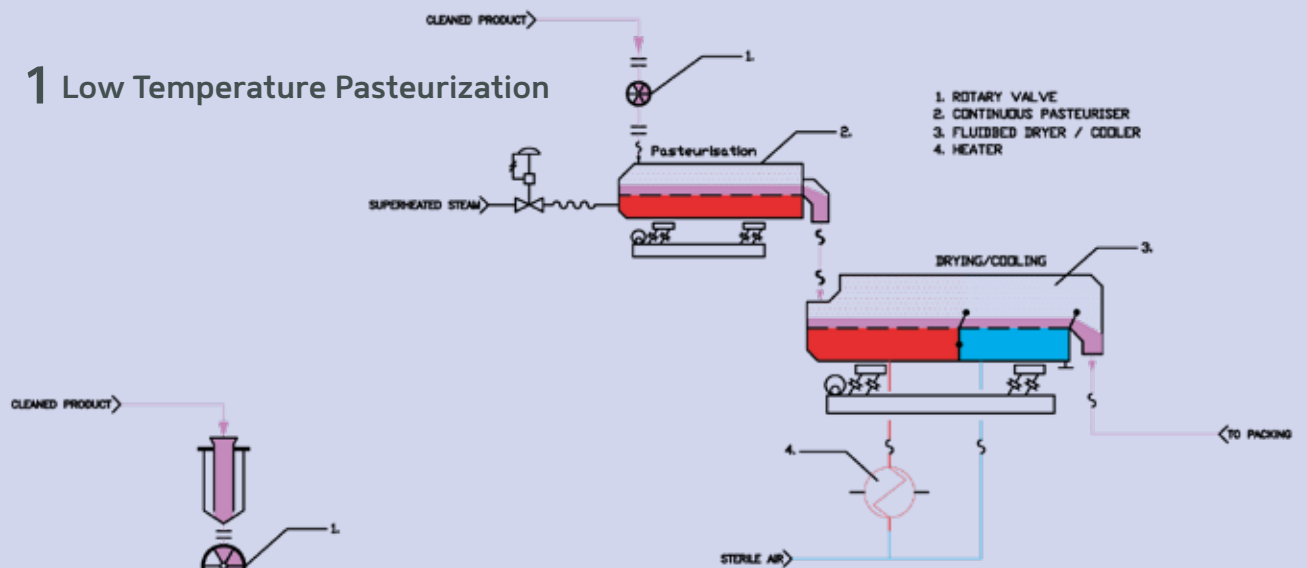 CLEANED PRODUCT
1 Low Temperature Pasteurization
1.
1. ROTARY VALVE
2. CONTINUOUS PASTEURISER
3. FLUIDBED DRYER / COOLER
4. HEATER
2.
Pasteurisation
SUPERHEATED STEAM
3.
DRYING/COOLING
CLEANED PRODUCT
TO PACKING
4.
1.
STERILE AIR